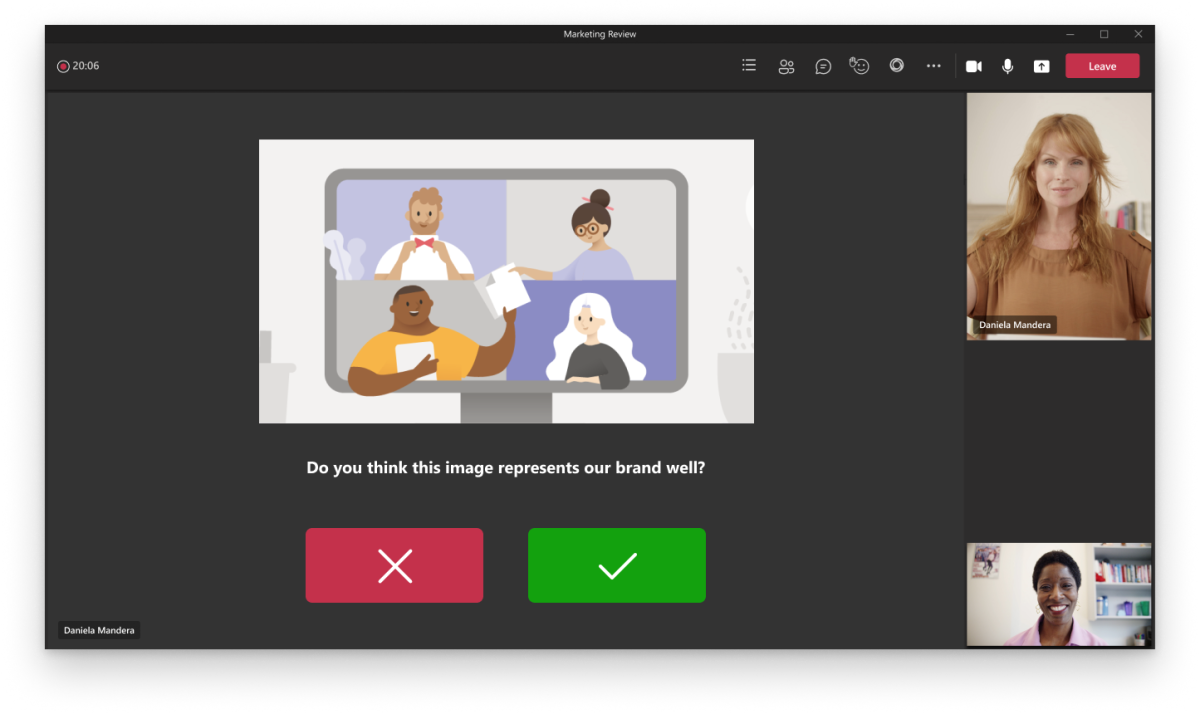 Marketing Review
20:06
Leave
Daniela Mandera
Do you think this image represents our brand well?
Daniela Mandera